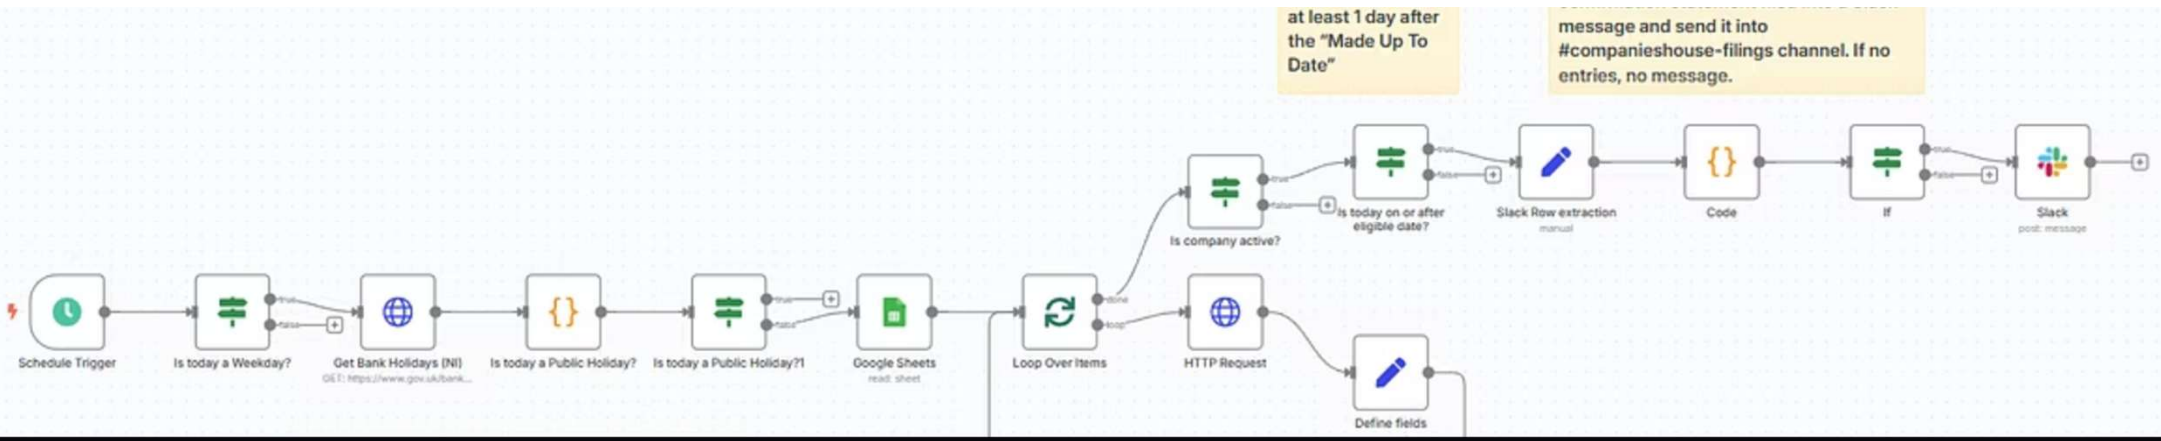 at least 1 day after
the “Made Up To
Date”
message and send it into
#companieshouse-filings channel. If no
entries, no message.
true
false
Is company active?
true
false
Is today on or after
eligible date?
Slack Row extraction
manual
Code
true
false
If
Slack
post: message
Schedule Trigger
true
false
Is today a Weekday?
Get Bank Holidays (NI)
GET: https://www.gov.uk/bank...
Is today a Public Holiday?
true
false
Is today a Public Holiday?1
Google Sheets
read: sheet
done
loop
Loop Over Items
HTTP Request
Define fields